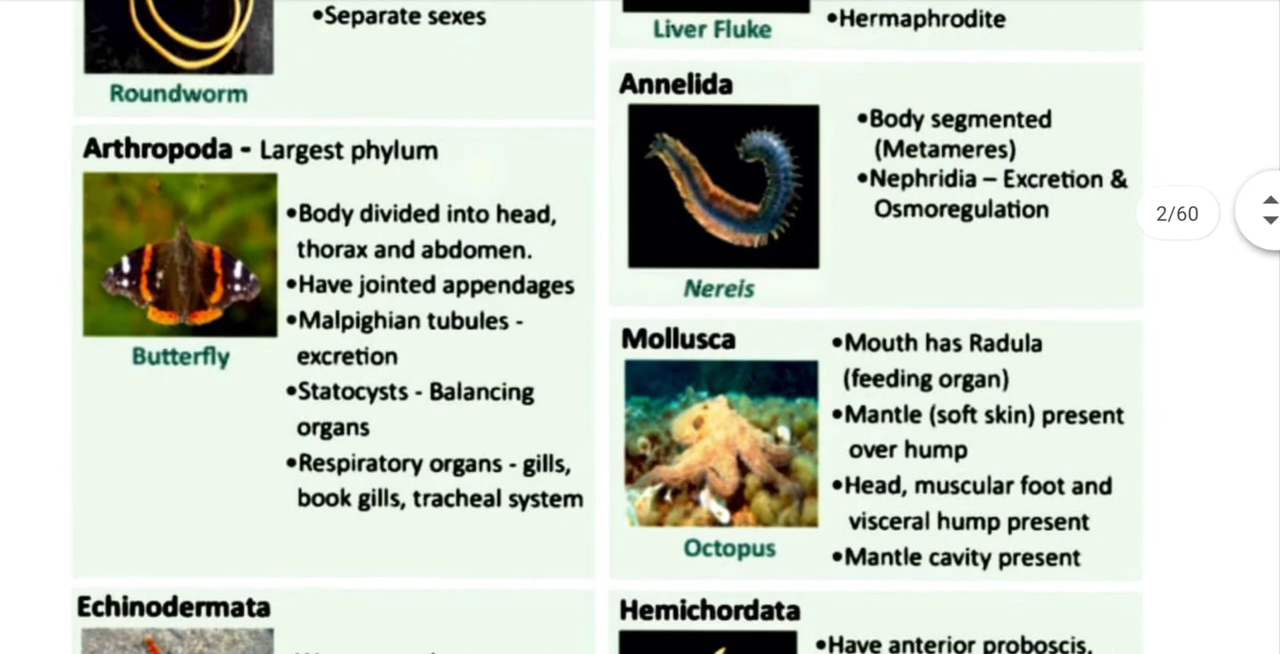 •Separate sexes
Roundworm
Liver Fluke
•Hermaphrodite
Arthropoda - Largest phylum
•Body divided into head,
thorax and abdomen.
•Have jointed appendages
•Malpighian tubules -
excretion
•Statocysts - Balancing
organs
•Respiratory organs - gills,
book gills, tracheal system
Butterfly
Annelida
•Body segmented
(Metameres)
•Nephridia – Excretion &
Osmoregulation
Nereis
2/60
Mollusca
•Mouth has Radula
(feeding organ)
•Mantle (soft skin) present
over hump
•Head, muscular foot and
visceral hump present
•Mantle cavity present
Octopus
Echinodermata
Hemichordata
•Have anterior proboscis,